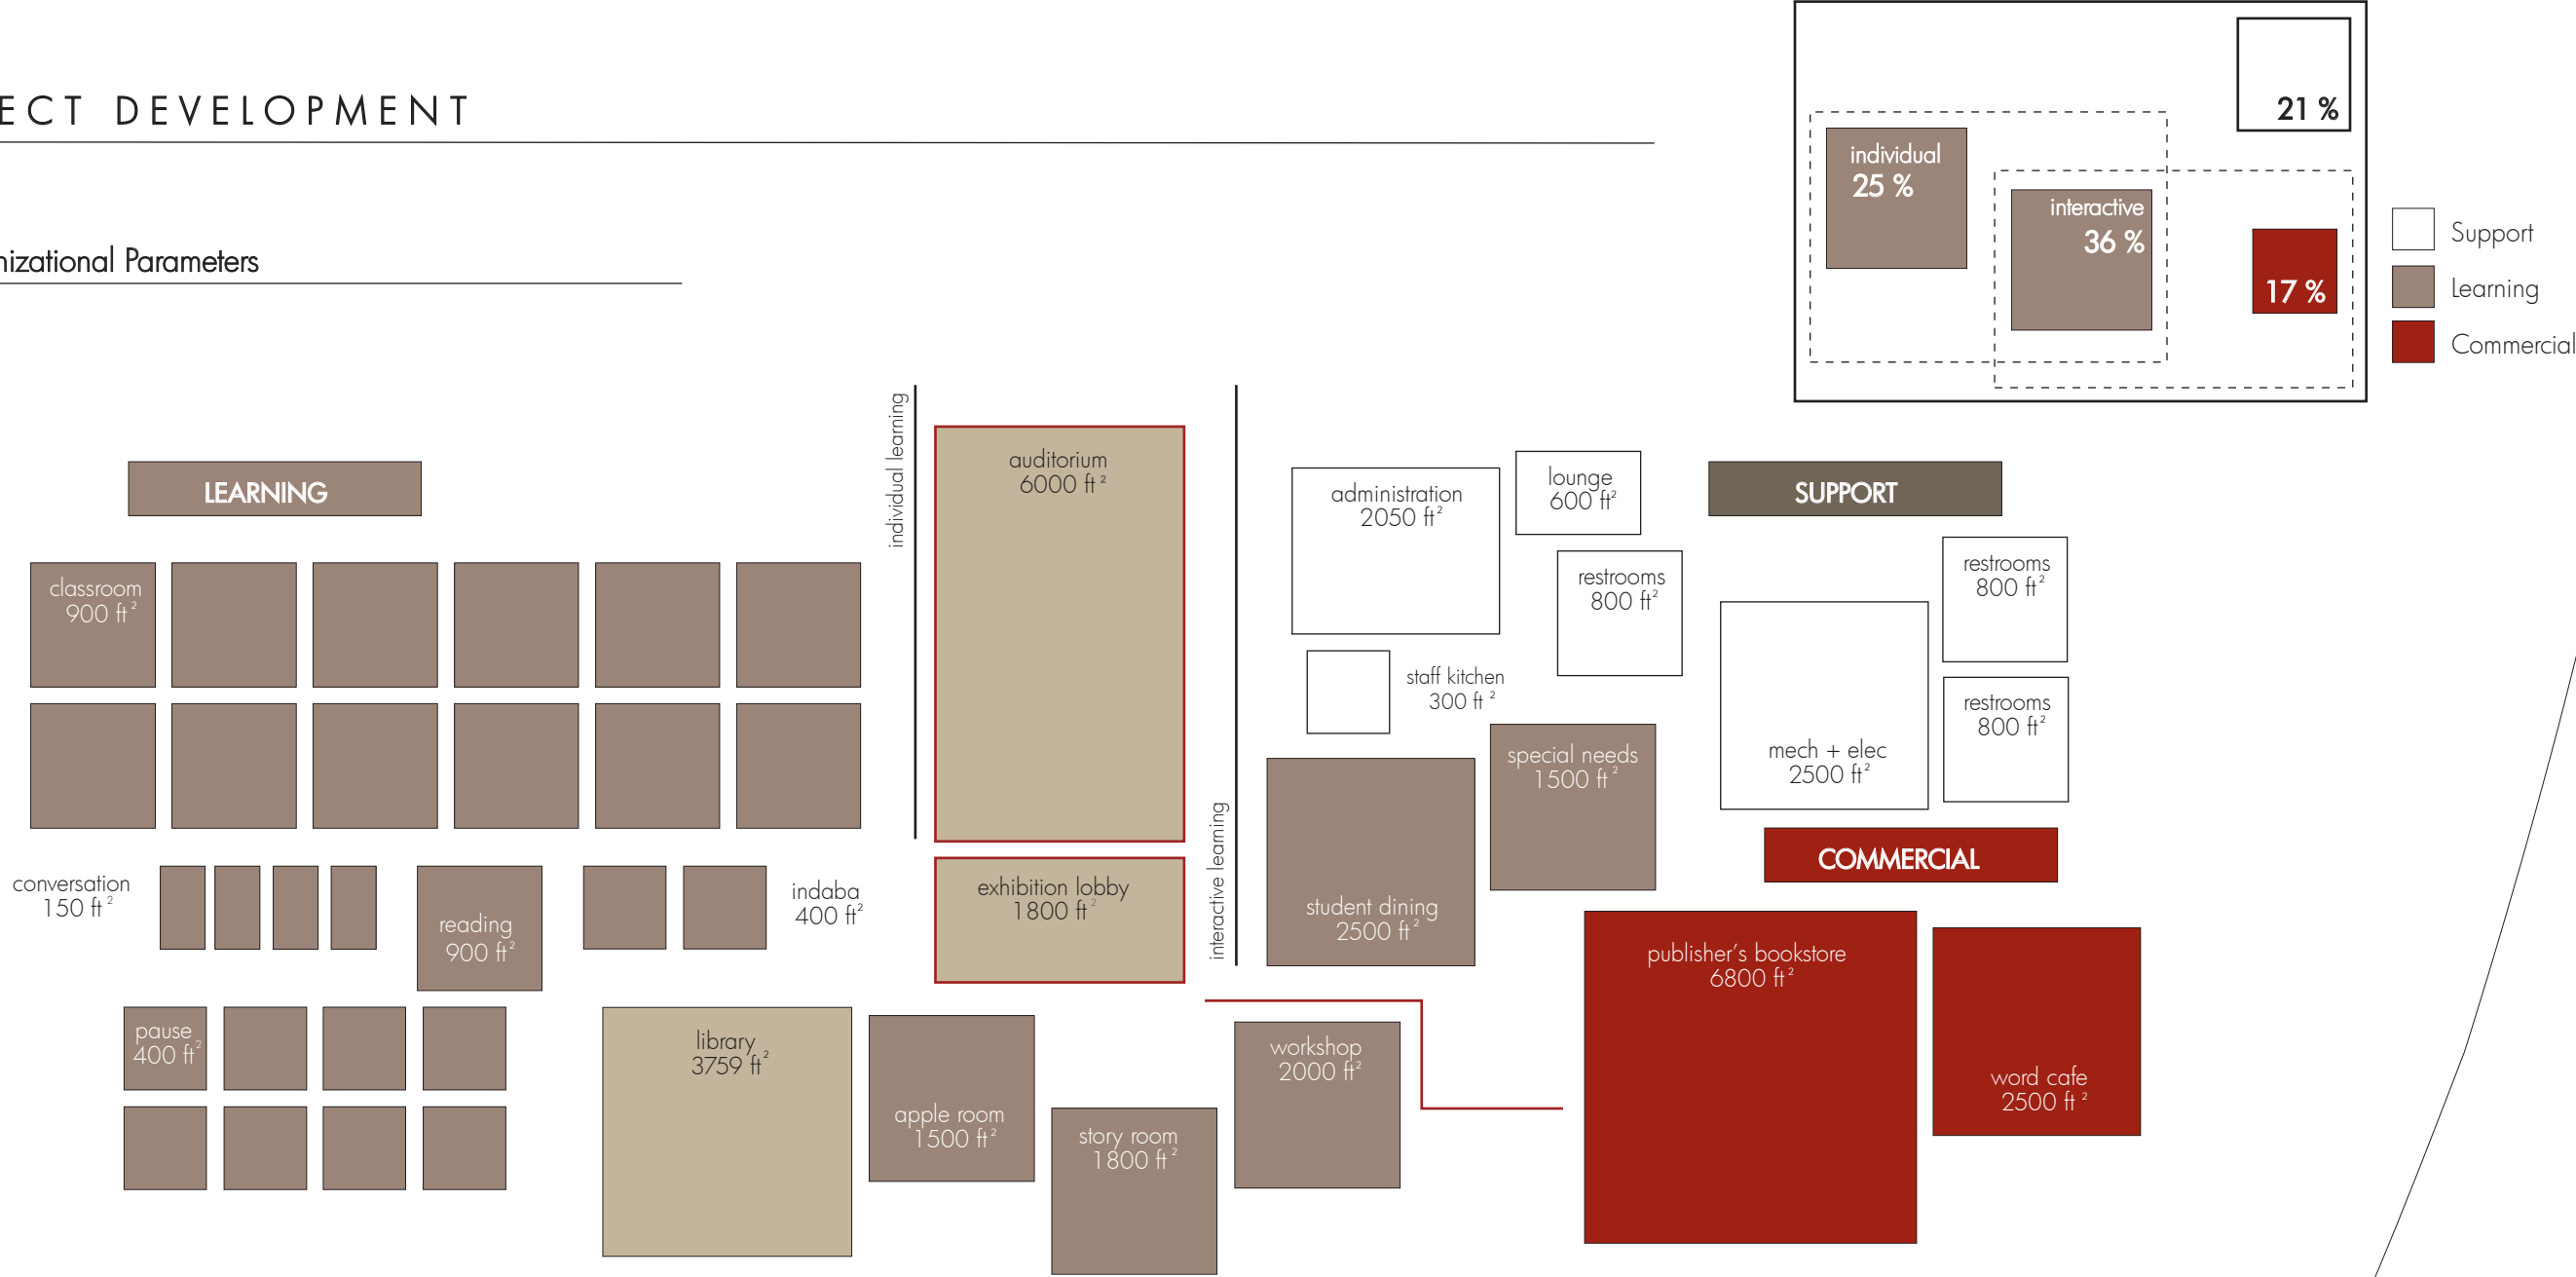 ECT DEVELOPMENT
nizational Parameters
21 %
individual
25 %
interactive
36 %
17 %
Support
Learning
Commercial
LEARNING
individual learning
auditorium
6000 ft²
interactive learning
administration
2050 ft²
lounge
600 ft²
SUPPORT
classroom
900 ft²
restrooms
800 ft²
restrooms
800 ft²
staff kitchen
300 ft²
restrooms
800 ft²
special needs
1500 ft²
mech + elec
2500 ft²
COMMERCIAL
conversation
150 ft²
reading
900 ft²
indaba
400 ft²
exhibition lobby
1800 ft²
student dining
2500 ft²
publisher's bookstore
6800 ft²
pause
400 ft²
library
3759 ft²
apple room
1500 ft²
story room
1800 ft²
workshop
2000 ft²
word cafe
2500 ft²